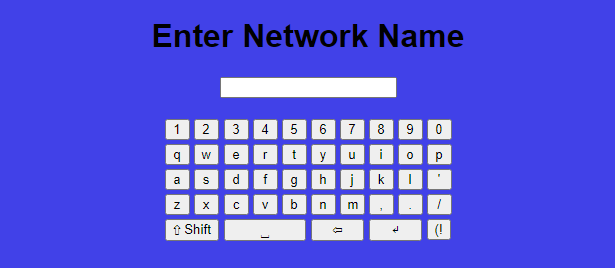 Enter Network Name
1 2 3 4 5 6 7 8 9 0
q w e r t y u i o p
a s d f g h j k l '
z x c v b n m , . /
⇧ Shift ⎵ ⇦ ↲ (!